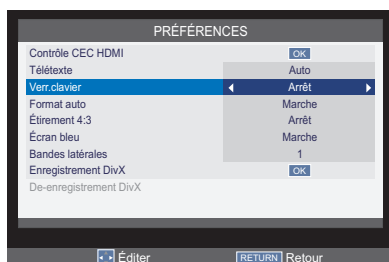 PRÉFÉRENCES
Contrôle CEC HDMI OK
Télétexte Auto
Verr.clavier Arrêt
Format auto Marche
Étirement 4:3 Arrêt
Écran bleu Marche
Bandes latérales 1
Enregistrement DivX OK
De-enregistrement DivX
Éditer RETURN Retour